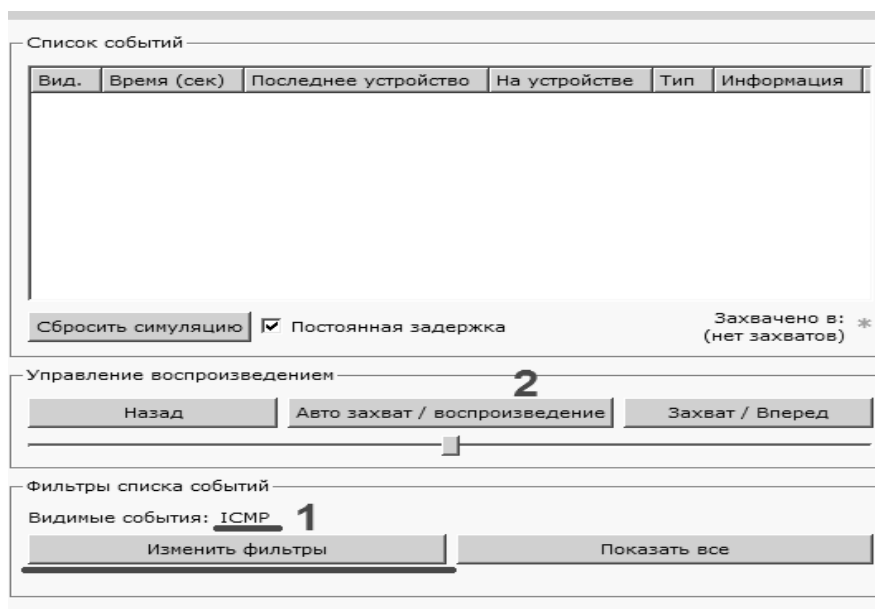 Список событий
Вид. Время (сек) Последнее устройство На устройстве Тип Информация
Сбросить симуляцию Постоянная задержка Захвачено в: *
(нет захватов)
Управление воспроизведением 2
Назад Авто захват / воспроизведение Захват / Вперед
Фильтры списка событий
Видимые события: ICMP 1
Изменить фильтры Показать все